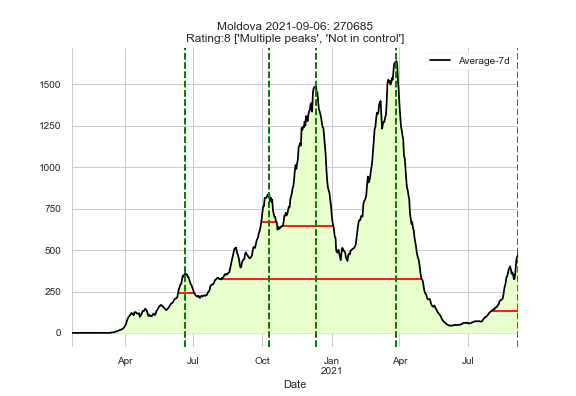 Moldova 2021-09-06: 270685
Rating:8 ['Multiple peaks', 'Not in control']
Average-7d
1500
1250
1000
750
500
250
0
Apr
Jul
Oct
Jan
2021
Apr
Jul
Date